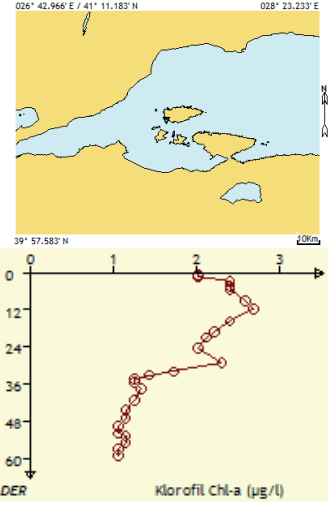 026° 42.966' E / 41° 11.183' N 028° 23.233' E
N
39° 57.583' N 10Km
0 1 2 3
0
12
24
36
48
60
DER Klorofil Chl-a (µg/l)